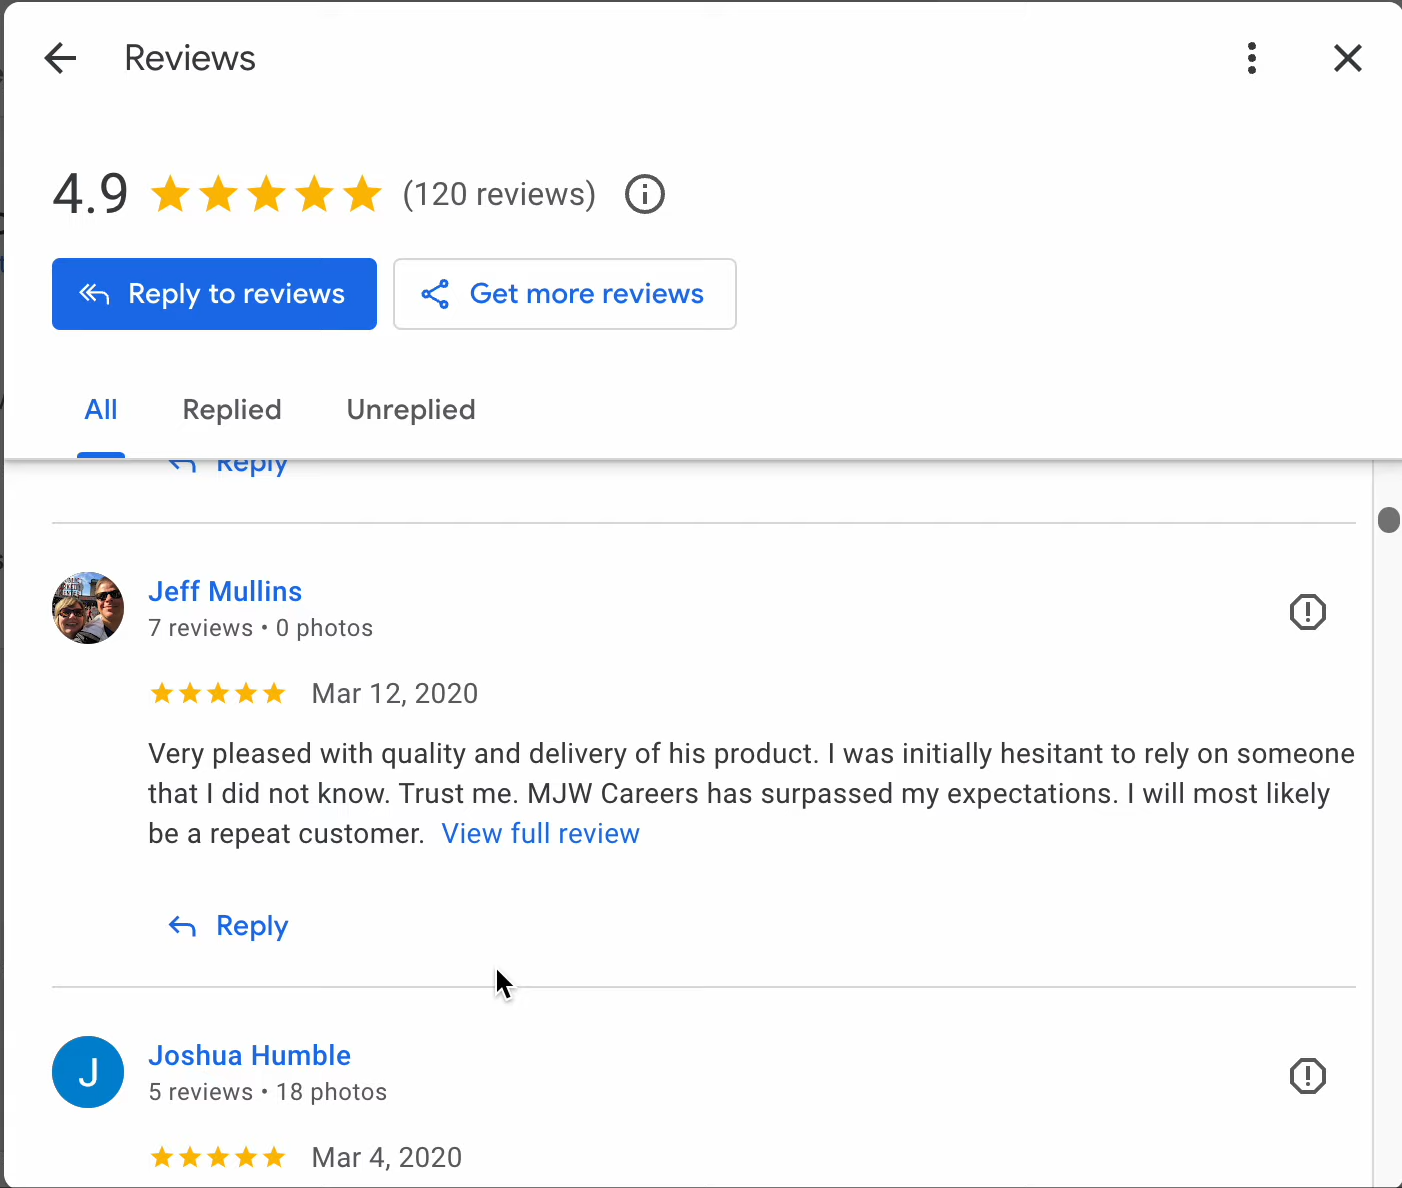 Reviews
4.9 (120 reviews)
Reply to reviews
Get more reviews
All Replied Unreplied
Reply
Jeff Mullins
7 reviews • 0 photos
Mar 12, 2020
Very pleased with quality and delivery of his product. I was initially hesitant to rely on someone
that I did not know. Trust me. MJW Careers has surpassed my expectations. I will most likely
be a repeat customer. View full review
Reply
J
Joshua Humble
5 reviews • 18 photos
Mar 4, 2020